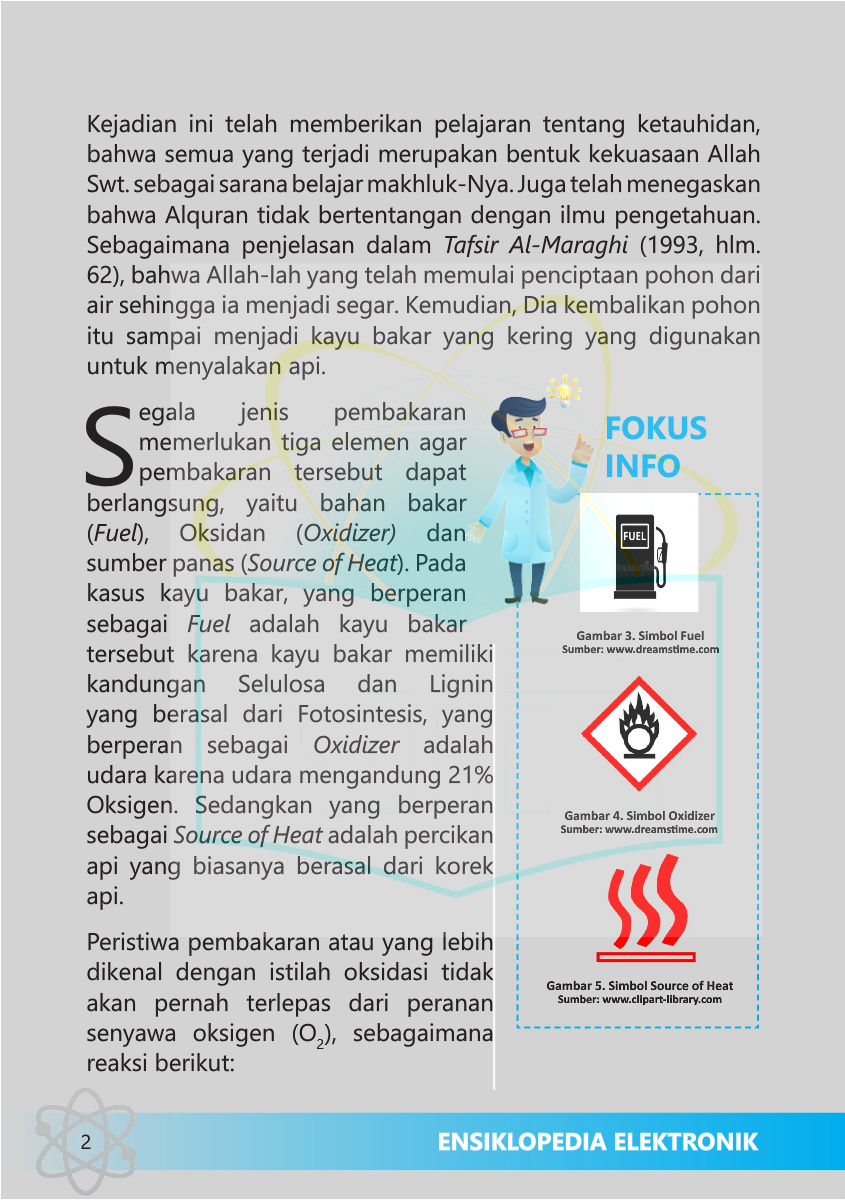 Kejadian ini telah memberikan pelajaran tentang ketauhidan,
bahwa semua yang terjadi merupakan bentuk kekuasaan Allah
Swt. sebagai sarana belajar makhluk-Nya. Juga telah menegaskan
bahwa Alquran tidak bertentangan dengan ilmu pengetahuan.
Sebagaimana penjelasan dalam Tafsir Al-Maraghi (1993, hlm.
62), bahwa Allah-lah yang telah memulai penciptaan pohon dari
air sehingga ia menjadi segar. Kemudian, Dia kembalikan pohon
itu sampai menjadi kayu bakar yang kering yang digunakan
untuk menyalakan api.
Segala jenis pembakaran
memerlukan tiga elemen agar
pembakaran tersebut dapat
berlangsung, yaitu bahan bakar
(Fuel), Oksidan (Oxidizer) dan
sumber panas (Source of Heat). Pada
kasus kayu bakar, yang berperan
sebagai Fuel adalah kayu bakar
tersebut karena kayu bakar memiliki
kandungan Selulosa dan Lignin
yang berasal dari Fotosintesis, yang
berperan sebagai Oxidizer adalah
udara karena udara mengandung 21%
Oksigen. Sedangkan yang berperan
sebagai Source of Heat adalah percikan
api yang biasanya berasal dari korek
api.
Peristiwa pembakaran atau yang lebih
dikenal dengan istilah oksidasi tidak
akan pernah terlepas dari peranan
senyawa oksigen (O₂), sebagaimana
reaksi berikut:
FOKUS
INFO
FUEL
Gambar 3. Simbol Fuel
Sumber: www.dreamstime.com
Gambar 4. Simbol Oxidizer
Sumber: www.dreamstime.com
Gambar 5. Simbol Source of Heat
Sumber: www.clipart-library.com
2
ENSIKLOPEDIA ELEKTRONIK